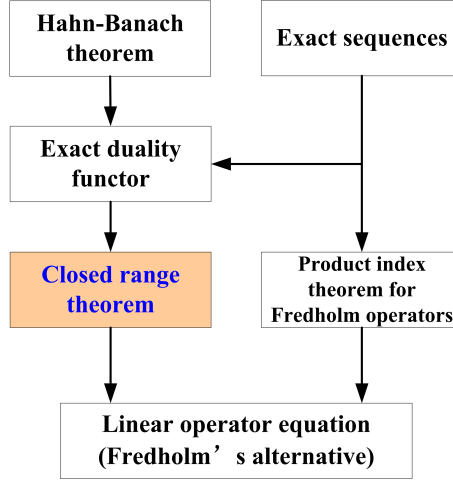 Hahn-Banach
theorem
Exact sequences
Exact duality
functor
Closed range
theorem
Product index
theorem for
Fredholm operators
Linear operator equation
(Fredholm’s alternative)